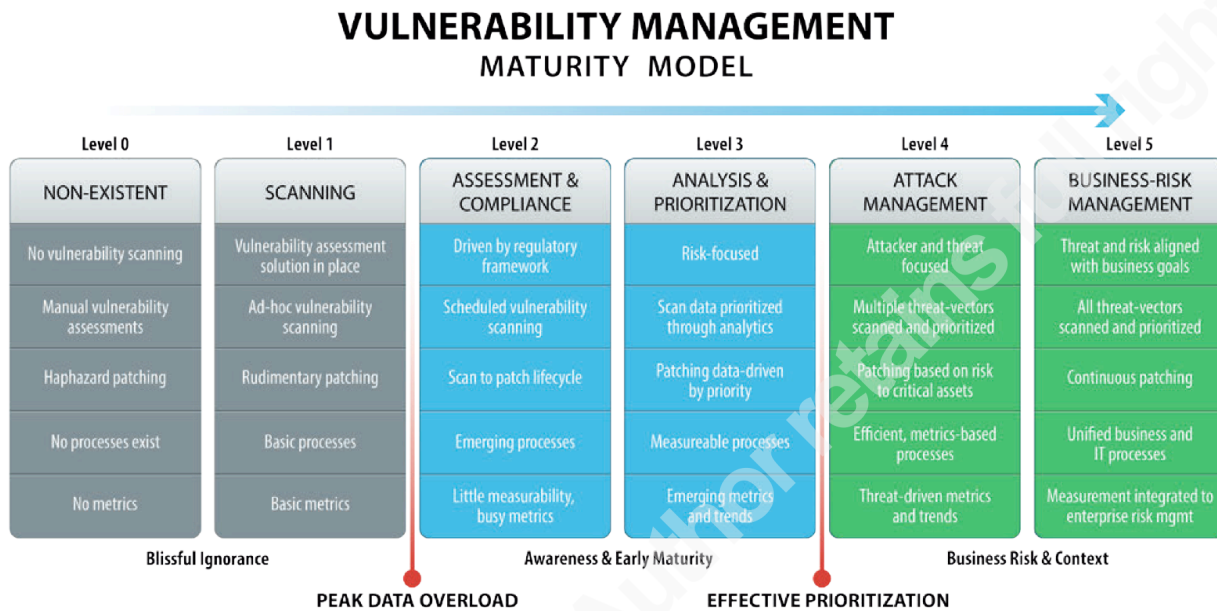 VULNERABILITY MANAGEMENT
MATURITY MODEL
Level 0
Level 1
Level 2
Level 3
Level 4
Level 5
NON-EXISTENT
SCANNING
ASSESSMENT &
COMPLIANCE
ANALYSIS &
PRIORITIZATION
ATTACK
MANAGEMENT
BUSINESS-RISK
MANAGEMENT
No vulnerability scanning
Vulnerability assessment
solution in place
Driven by regulatory
framework
Risk-focused
Attacker and threat
focused
Threat and risk aligned
with business goals
Manual vulnerability
assessments
Ad-hoc vulnerability
scanning
Scheduled vulnerability
scanning
Scan data prioritized
through analytics
Multiple threat-vectors
scanned and prioritized
All threat-vectors
scanned and prioritized
Haphazard patching
Rudimentary patching
Scan to patch lifecycle
Patching data-driven
by priority
Patching based on risk
to critical assets
Continuous patching
No processes exist
Basic processes
Emerging processes
Measureable processes
Efficient, metrics-based
processes
Unified business and
IT processes
No metrics
Basic metrics
Little measurability,
busy metrics
Emerging metrics
and trends
Threat-driven metrics
and trends
Measurement integrated to
enterprise risk mgmt
Blissful Ignorance
Awareness & Early Maturity
Business Risk & Context
PEAK DATA OVERLOAD
EFFECTIVE PRIORITIZATION
Author retains full right